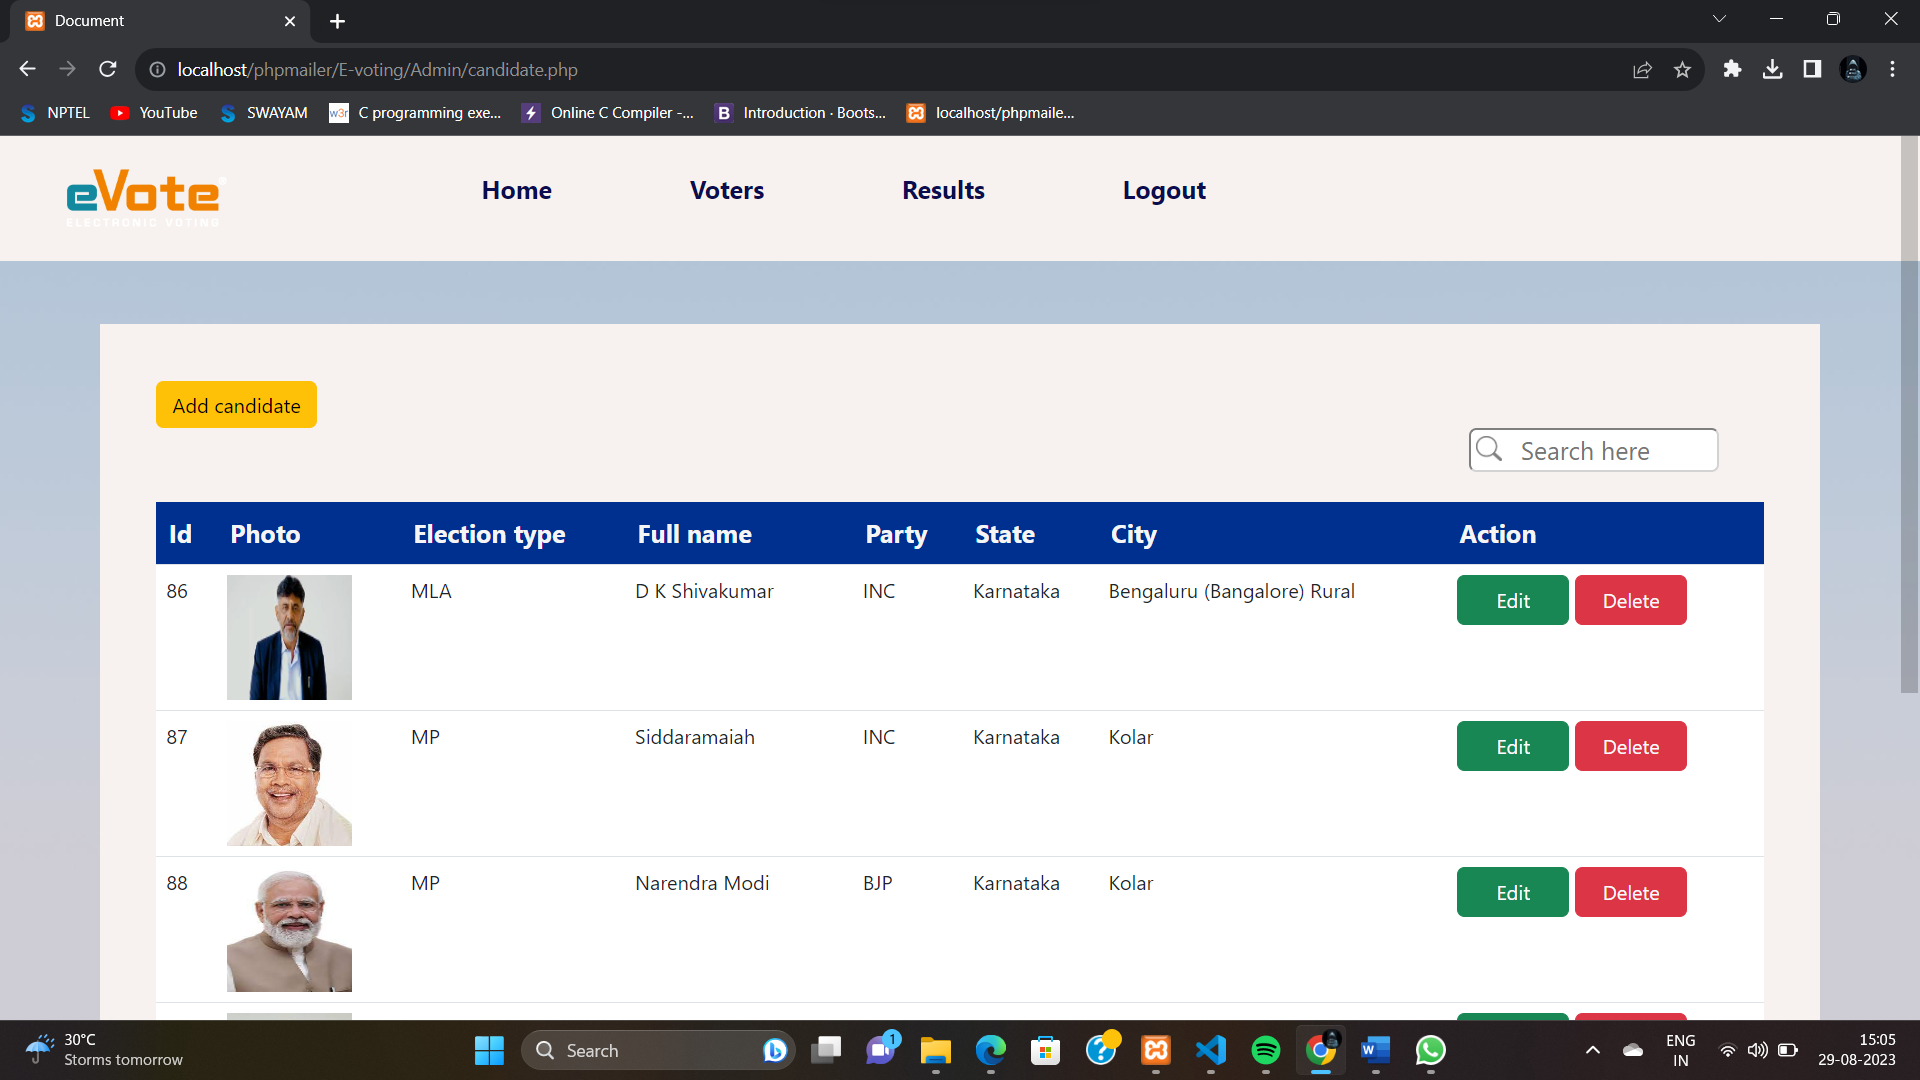 Document
localhost/phpmailer/E-voting/Admin/candidate.php
NPTEL YouTube SWAYAM w3r C programming exe... Online C Compiler -... B Introduction · Boots... localhost/phpmaile...
eVote
ELECTRONIC VOTING
Home Voters Results Logout
Add candidate
Search here
Id Photo Election type Full name Party State City Action
86 MLA D K Shivakumar INC Karnataka Bengaluru (Bangalore) Rural Edit Delete
87 MP Siddaramaiah INC Karnataka Kolar Edit Delete
88 MP Narendra Modi BJP Karnataka Kolar Edit Delete
30°C
Storms tomorrow
Search
1
ENG
IN
15:05
29-08-2023